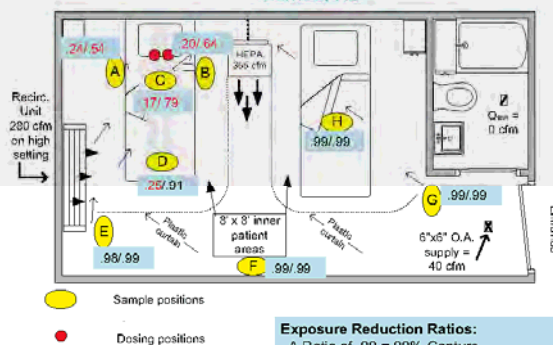 .24/.54
.20/.64
A
B
C
HEPA
355 cfm
.17/.79
Recirc.
Unit
280 cfm
on high
setting
H
.99/.99
D
.25/.91
=
0 cfm
G
.99/.99
Plastic
curtain
8' x 8' inner
patient
areas
Plastic
curtain
6"x6" O.A.
supply =
40 cfm
E
.98/.99
F
.99/.99
Sample positions
Dosing positions
Exposure Reduction Ratios: